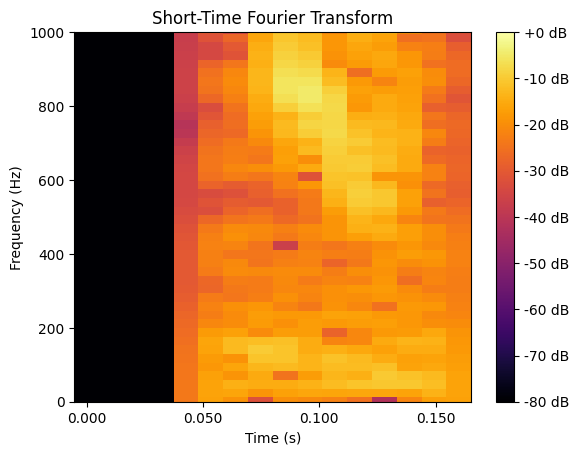 Short-Time Fourier Transform
Frequency (Hz)
1000
800
600
400
200
0
0.000
0.050
0.100
0.150
Time (s)
+0 dB
-10 dB
-20 dB
-30 dB
-40 dB
-50 dB
-60 dB
-70 dB
-80 dB